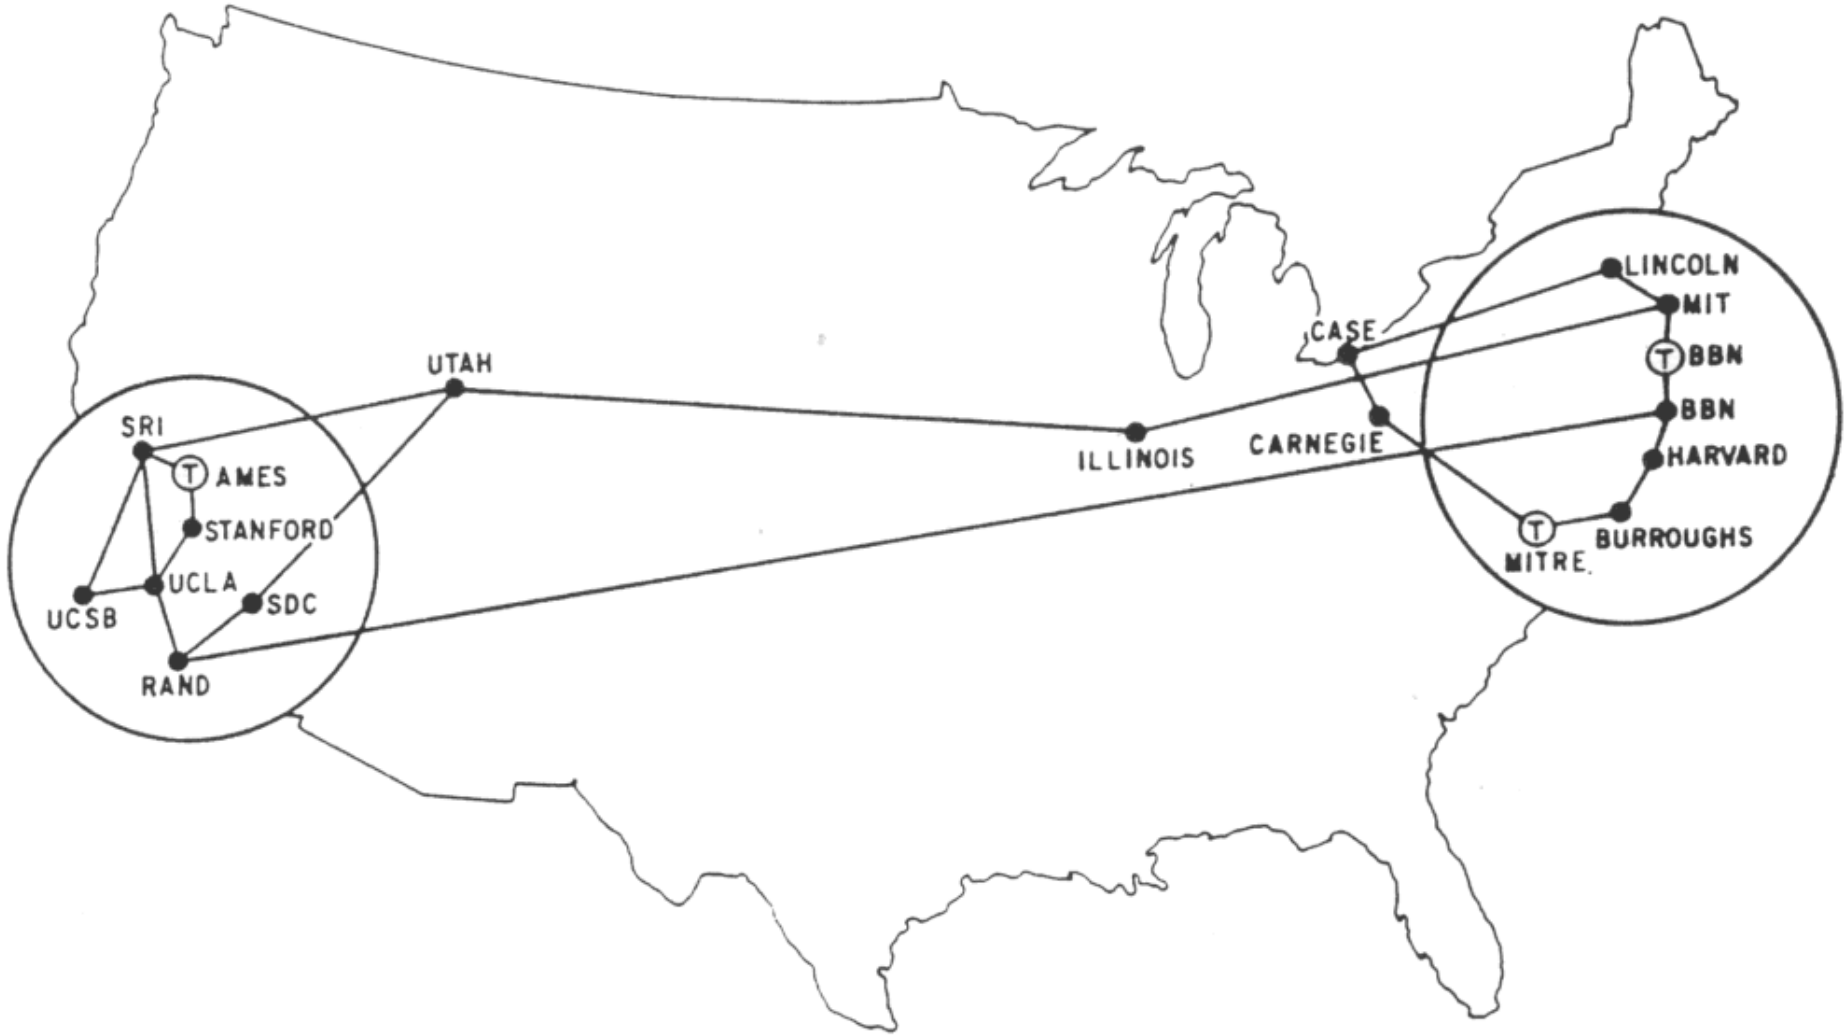 LINCOLN
MIT
T BBN
CASE
UTAH
BBN
SRI
CARNEGIE
ILLINOIS
HARVARD
T AMES
STANFORD
T
BURROUGHS
MITRE.
UCLA
SDC
UCSB
RAND